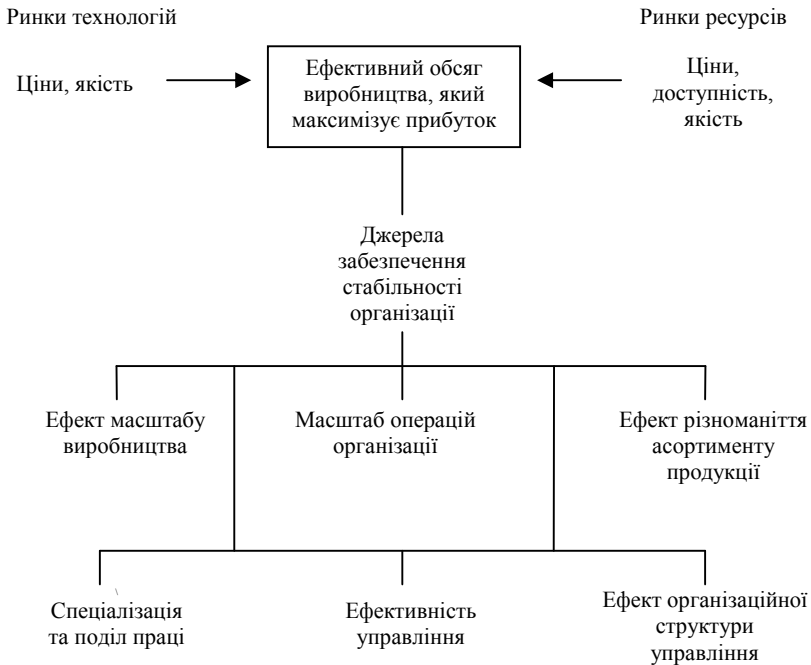 Ринки технологій
Ринки ресурсів
Ціни, якість
Ефективний обсяг
виробництва, який
максимізує прибуток
Ціни,
доступність,
якість
Джерела
забезпечення
стабільності
організації
Ефект масштабу
виробництва
Масштаб операцій
організації
Ефект різноманіття
асортименту
продукції
Спеціалізація
та поділ праці
Ефективність
управління
Ефект організаційної
структури
управління